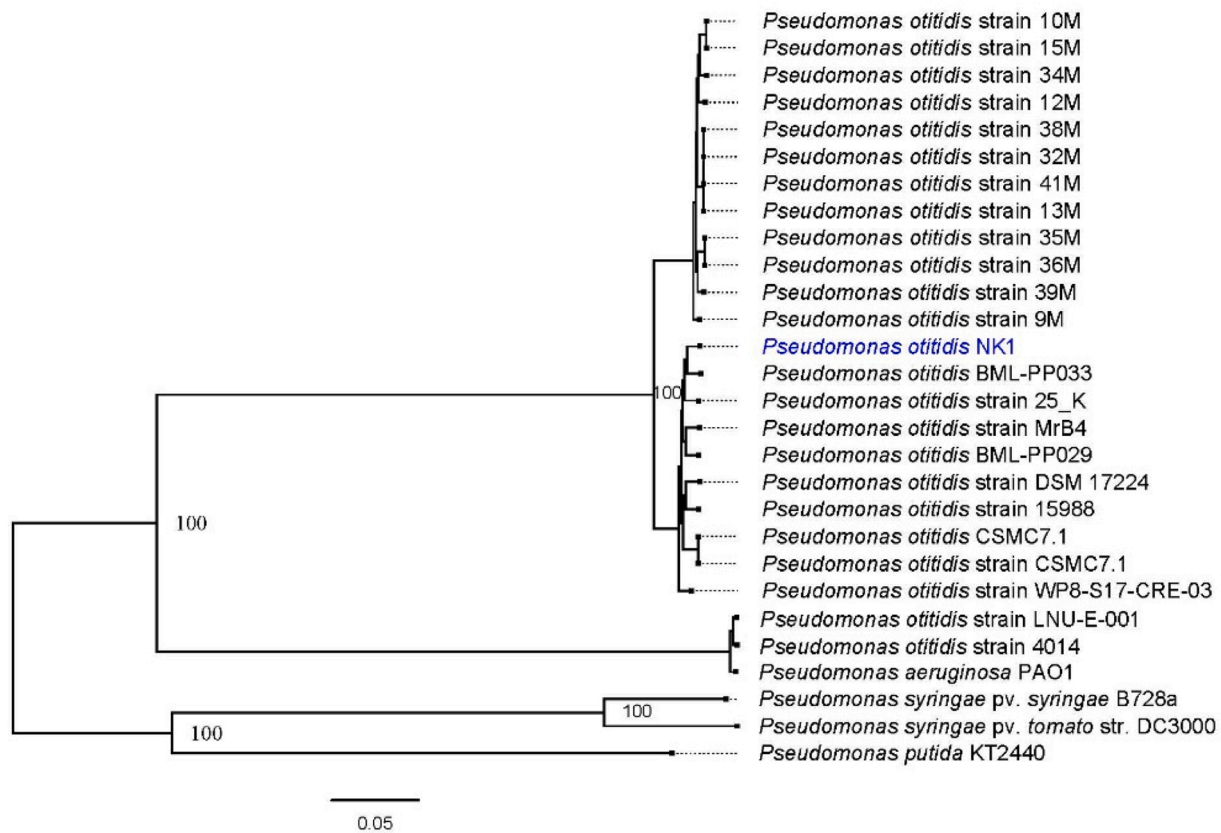 Pseudomonas otitidis strain 10M
Pseudomonas otitidis strain 15M
Pseudomonas otitidis strain 34M
Pseudomonas otitidis strain 12M
Pseudomonas otitidis strain 38M
Pseudomonas otitidis strain 32M
Pseudomonas otitidis strain 41M
Pseudomonas otitidis strain 13M
Pseudomonas otitidis strain 35M
Pseudomonas otitidis strain 36M
Pseudomonas otitidis strain 39M
Pseudomonas otitidis strain 9M
Pseudomonas otitidis NK1
Pseudomonas otitidis BML-PP033
100
Pseudomonas otitidis strain 25_K
Pseudomonas otitidis strain MrB4
Pseudomonas otitidis BML-PP029
Pseudomonas otitidis strain DSM 17224
Pseudomonas otitidis strain 15988
100
Pseudomonas otitidis CSMC7.1
Pseudomonas otitidis strain CSMC7.1
Pseudomonas otitidis strain WP8-S17-CRE-03
Pseudomonas otitidis strain LNU-E-001
Pseudomonas otitidis strain 4014
Pseudomonas aeruginosa PAO1
Pseudomonas syringae pv. syringae B728a
100
Pseudomonas syringae pv. tomato str. DC3000
100
Pseudomonas putida KT2440
0.05